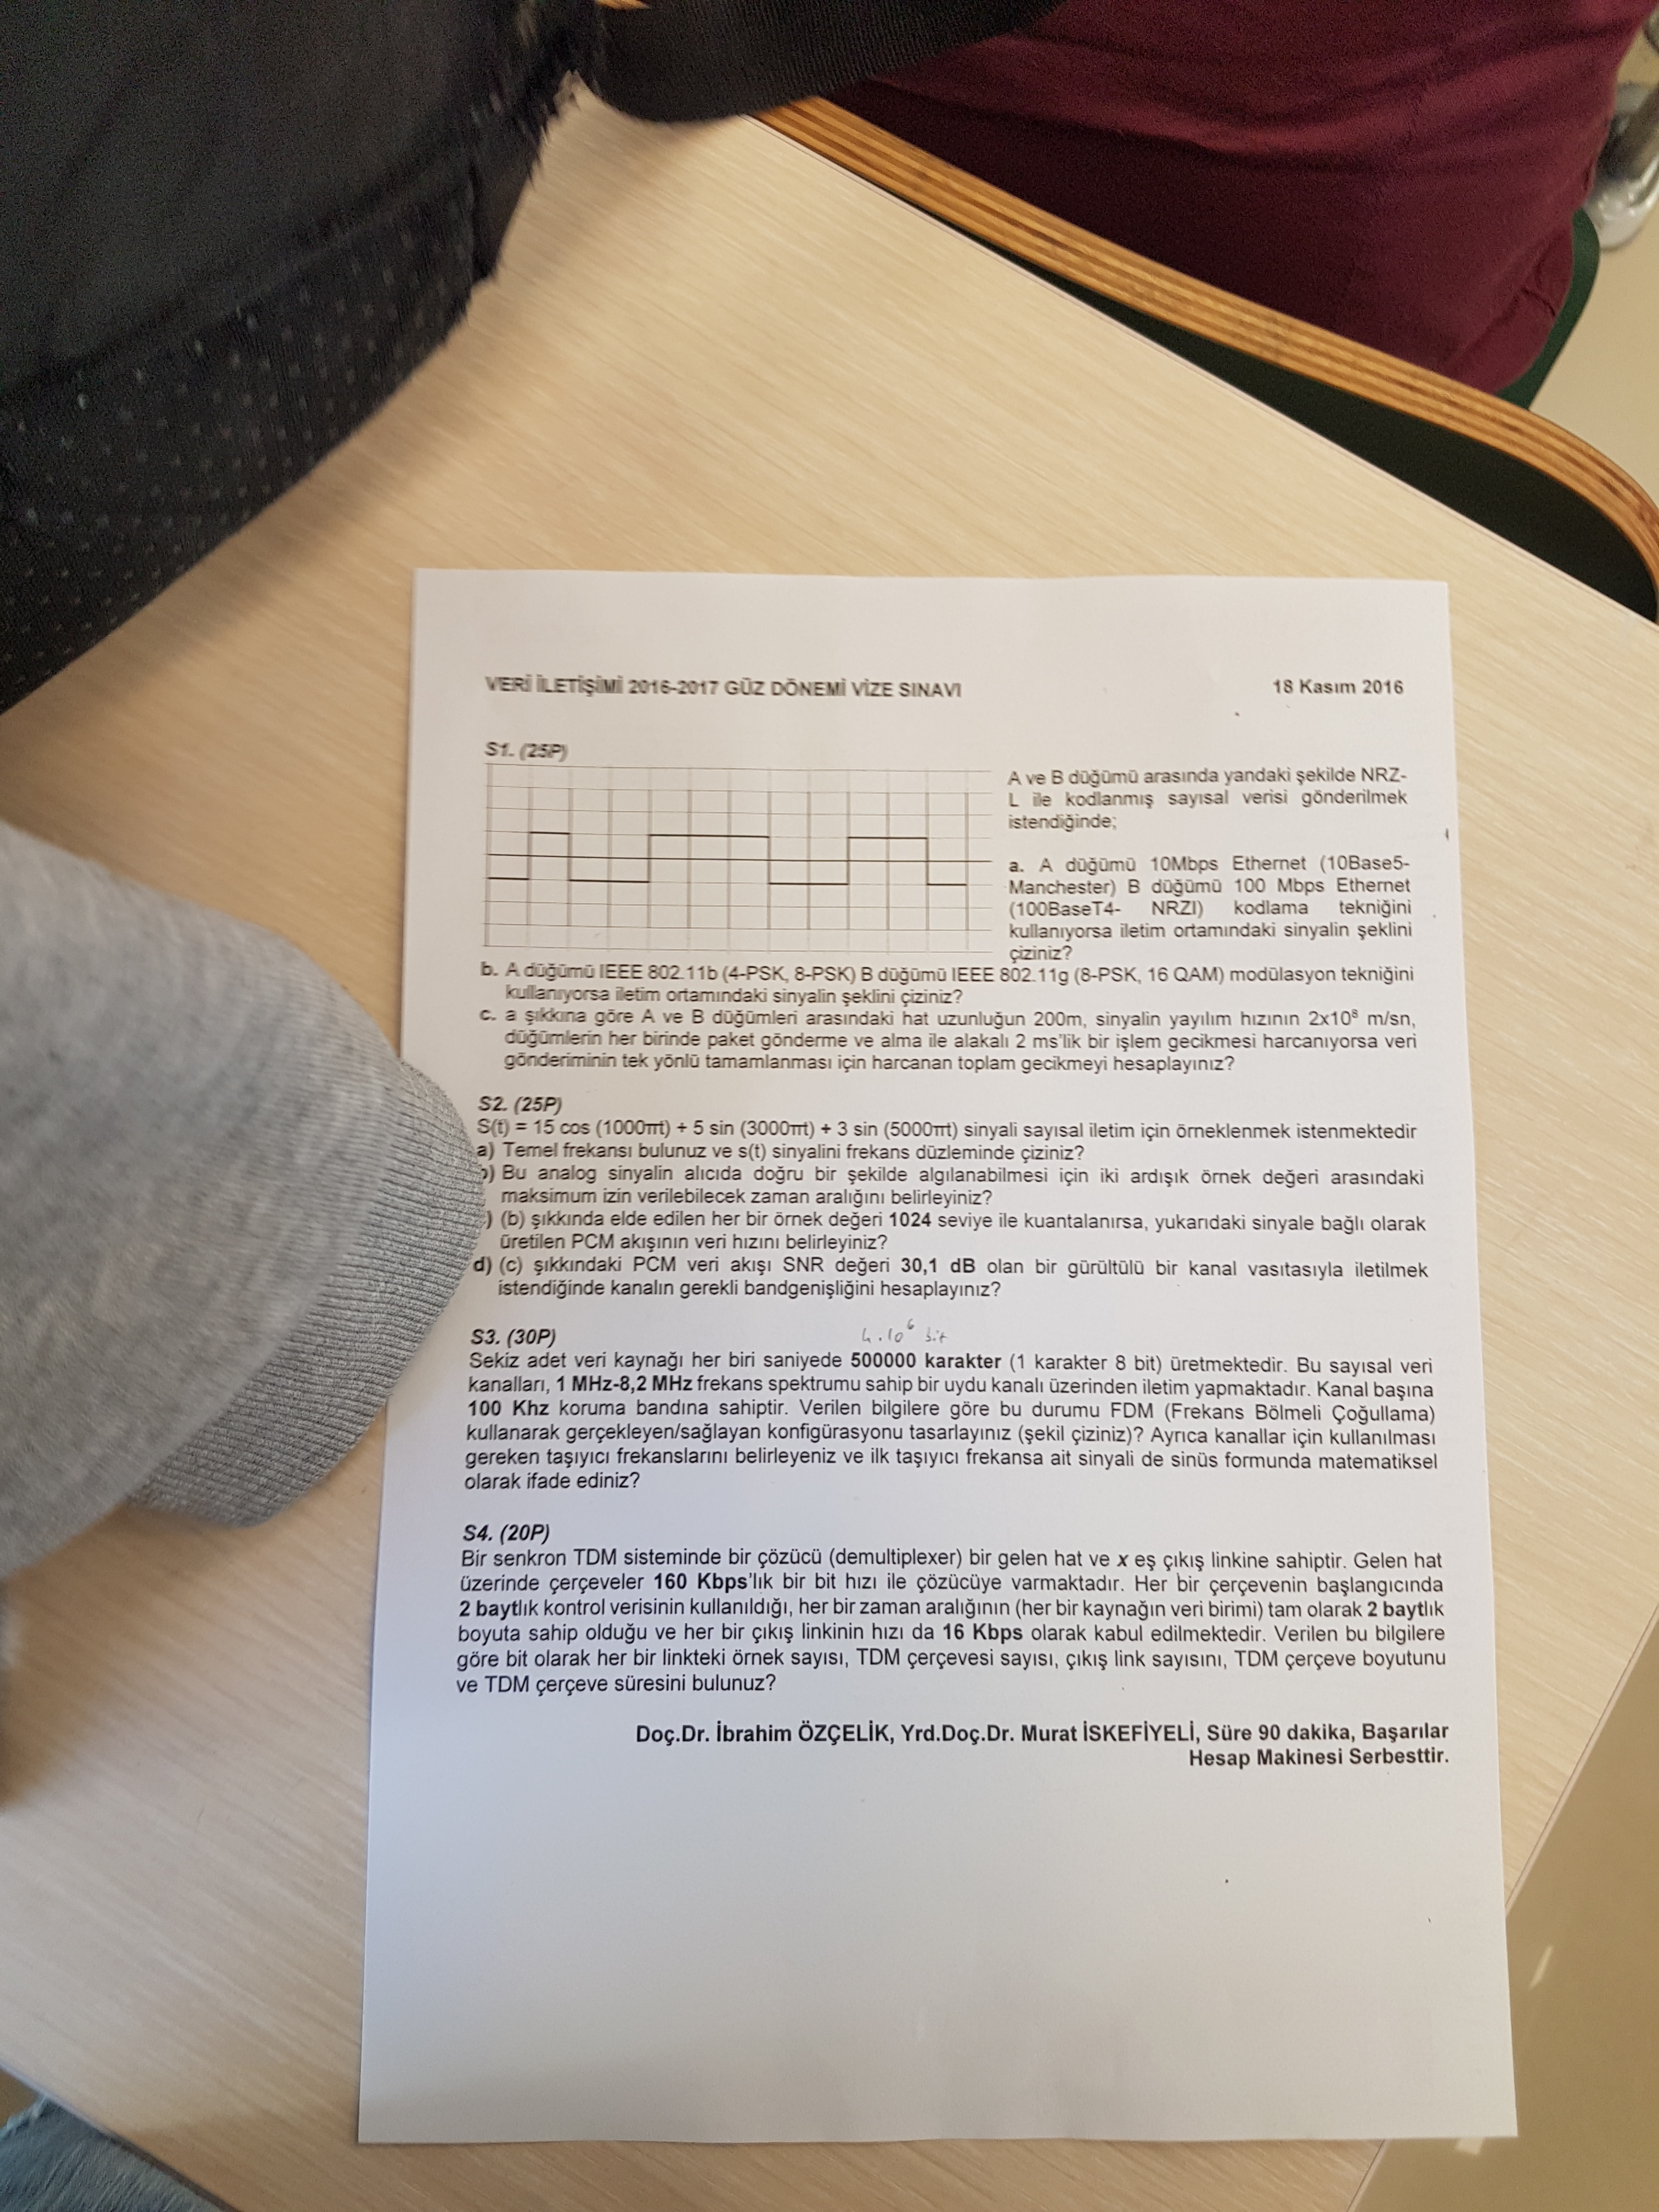 VERİ İLETİŞİMİ 2016-2017 GÜZ DÖNEMİ VİZE SINAVI 18 Kasım 2016
S1. (25P)
A ve B düğümü arasında yandaki şekilde NRZ-
L ile kodlanmış sayısal verisi gönderilmek
istendiğinde;
a. A düğümü 10Mbps Ethernet (10Base5-
Manchester) B düğümü 100 Mbps Ethernet
(100BaseT4- NRZI) kodlama tekniğini
kullanıyorsa iletim ortamındaki sinyalin şeklini
çiziniz?
b. A düğümü IEEE 802.11b (4-PSK, 8-PSK) B düğümü IEEE 802.11g (8-PSK, 16 QAM) modülasyon tekniğini
kullanıyorsa iletim ortamındaki sinyalin şeklini çiziniz?
c. a şıkkına göre A ve B düğümleri arasındaki hat uzunluğun 200m, sinyalin yayılım hızının 2x10⁸ m/sn,
düğümlerin her birinde paket gönderme ve alma ile alakalı 2 ms'lik bir işlem gecikmesi harcanıyorsa veri
gönderiminin tek yönlü tamamlanması için harcanan toplam gecikmeyi hesaplayınız?
S2. (25P)
S(t) = 15 cos (1000πt) + 5 sin (3000πt) + 3 sin (5000πt) sinyali sayısal iletim için örneklenmek istenmektedir
a) Temel frekansı bulunuz ve s(t) sinyalini frekans düzleminde çiziniz?
) Bu analog sinyalin alıcıda doğru bir şekilde algılanabilmesi için iki ardışık örnek değeri arasındaki
maksimum izin verilebilecek zaman aralığını belirleyiniz?
) (b) şıkkında elde edilen her bir örnek değeri 1024 seviye ile kuantalanırsa, yukarıdaki sinyale bağlı olarak
üretilen PCM akışının veri hızını belirleyiniz?
d) (c) şıkkındaki PCM veri akışı SNR değeri 30,1 dB olan bir gürültülü bir kanal vasıtasıyla iletilmek
istendiğinde kanalın gerekli bandgenişliğini hesaplayınız?
4.10⁶ bit
S3. (30P)
Sekiz adet veri kaynağı her biri saniyede 500000 karakter (1 karakter 8 bit) üretmektedir. Bu sayısal veri
kanalları, 1 MHz-8,2 MHz frekans spektrumu sahip bir uydu kanalı üzerinden iletim yapmaktadır. Kanal başına
100 Khz koruma bandına sahiptir. Verilen bilgilere göre bu durumu FDM (Frekans Bölmeli Çoğullama)
kullanarak gerçekleyen/sağlayan konfigürasyonu tasarlayınız (şekil çiziniz)? Ayrıca kanallar için kullanılması
gereken taşıyıcı frekanslarını belirleyeniz ve ilk taşıyıcı frekansa ait sinyali de sinüs formunda matematiksel
olarak ifade ediniz?
S4. (20P)
Bir senkron TDM sisteminde bir çözücü (demultiplexer) bir gelen hat ve x eş çıkış linkine sahiptir. Gelen hat
üzerinde çerçeveler 160 Kbps'lık bir bit hızı ile çözücüye varmaktadır. Her bir çerçevenin başlangıcında
2 baytlık kontrol verisinin kullanıldığı, her bir zaman aralığının (her bir kaynağın veri birimi) tam olarak 2 baytlık
boyuta sahip olduğu ve her bir çıkış linkinin hızı da 16 Kbps olarak kabul edilmektedir. Verilen bu bilgilere
göre bit olarak her bir linkteki örnek sayısı, TDM çerçevesi sayısı, çıkış link sayısını, TDM çerçeve boyutunu
ve TDM çerçeve süresini bulunuz?
Doç.Dr. İbrahim ÖZÇELİK, Yrd.Doç.Dr. Murat İSKEFİYELİ, Süre 90 dakika, Başarılar
Hesap Makinesi Serbesttir.